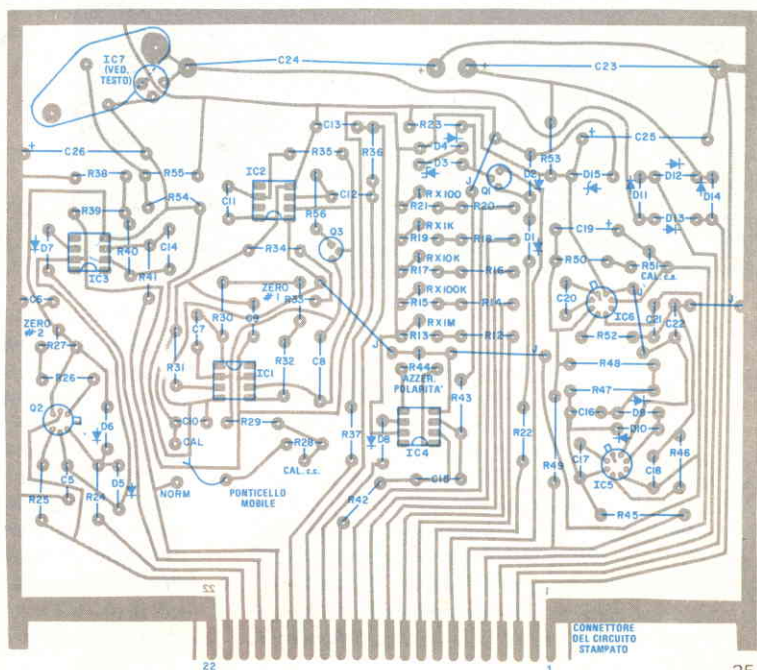 IC7
(VED.
TESTO)
C24
C23
C13
R23
C25
C26
R38
R55
IC2
R35
R36
D4
D3
J
R53
D2
Q1
D15
D12
D11
D14
R39
R54
C11
C12
RX100
R21
R20
D7
IC3
R40
C14
R41
R56
Q3
RX1K
R19
R18
D1
C19
D13
R34
RX10K
R17
R16
R50
R51
CAL. c.c.
C6
ZERO
#1
R33
RX100K
R15
R14
C20
IC6
J
C21
C22
J
ZERO
#2
R27
C7
R30
C9
RX1M
R13
R12
R52
R31
IC1
R32
C8
J
J
R26
R44
AZZER.
POLARITA'
R43
R48
R47
Q2
D6
C10
R29
CAL
R28
CAL. c.c.
R37
D8
IC4
R22
C16
D9
D10
C5
R24
D5
R25
NORM
PONTICELLO
MOBILE
R42
C15
R49
C17
IC5
C18
R46
R45
22
1
CONNETTORE
DEL CIRCUITO
STAMPATO
22
1
25